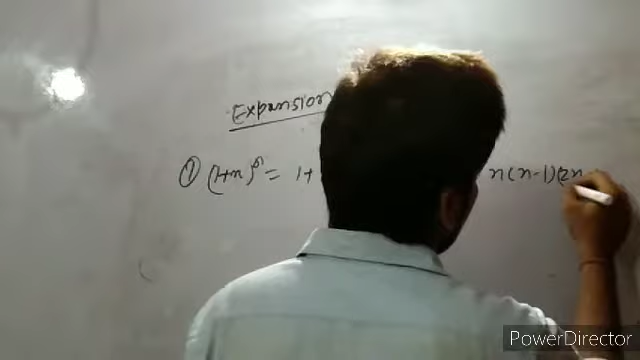 Expansion
① (1+x)ⁿ = 1+ n(n-1)(2n
PowerDirector